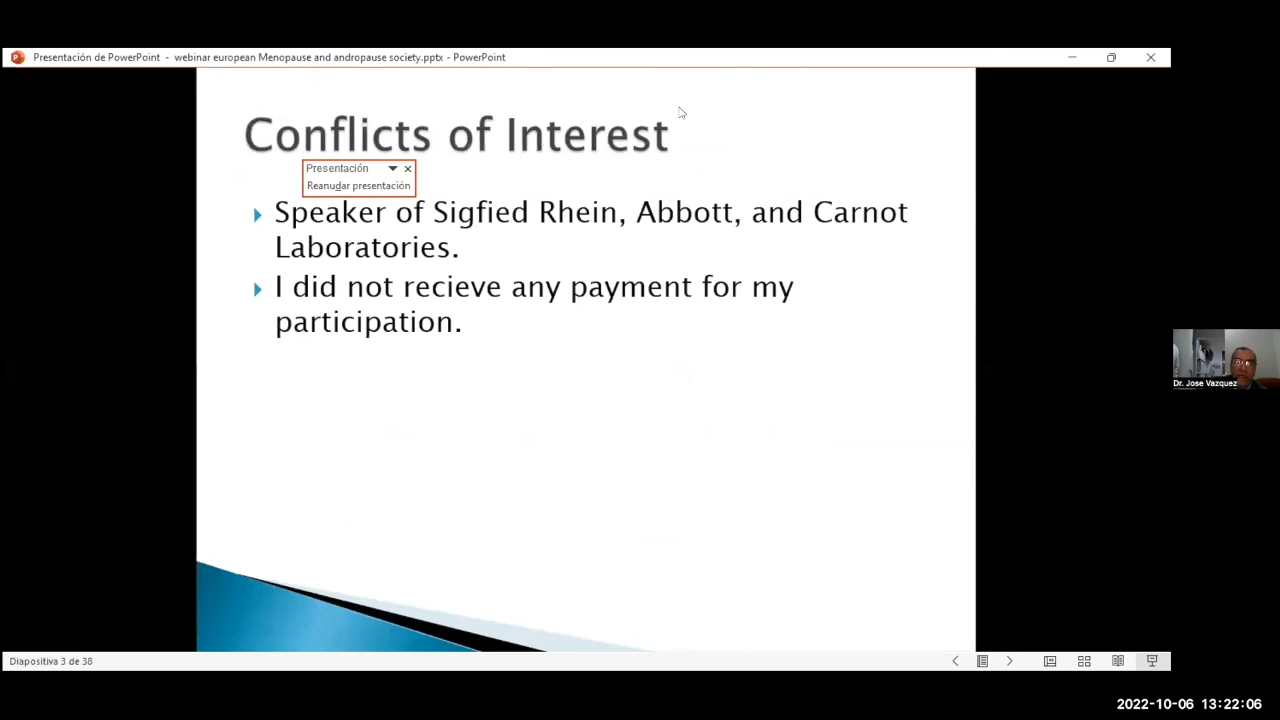 Presentación de PowerPoint - webinar european Menopause and andropause society.pptx - PowerPoint
Conflicts of Interest
Presentación
Reanudar presentación
Speaker of Sigfied Rhein, Abbott, and Carnot
Laboratories.
I did not recieve any payment for my
participation.
Dr. Jose Vazquez
Diapositiva 3 de 38
2022-10-06 13:22:06